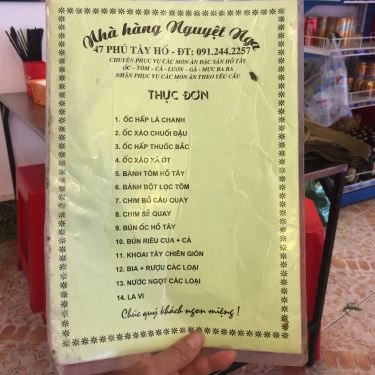 Nhà hàng Nguyệt Nga
47 PHỦ TÂY HỒ - ĐT: 091.244.2257
CHUYÊN PHỤC VỤ CÁC MÓN ĂN ĐẶC SẢN HỒ TÂY
ỐC - TÔM - CÁ - LƯƠN - GÀ - MỰC BA BA
NHẬN PHỤC VỤ CÁC MÓN ĂN THEO YÊU CẦU
THỰC ĐƠN
1. ỐC HẤP LÁ CHANH
2. ỐC XÀO CHUỐI ĐẬU
3. ỐC HẤP THUỐC BẮC
4. ỐC XÀO XẢ ỚT
5. BÁNH TÔM HỒ TÂY
6. BÁNH BỘT LỌC TÔM
7. CHIM BỒ CÂU QUAY
8. CHIM SẺ QUAY
9. BÚN ỐC HỒ TÂY
10. BÚN RIÊU CUA + CÁ
11. KHOAI TÂY CHIÊN GIÒN
12. BIA + RƯỢU CÁC LOẠI
13. NƯỚC NGỌT CÁC LOẠI
14. LA VI
Chúc quý khách ngon miệng !